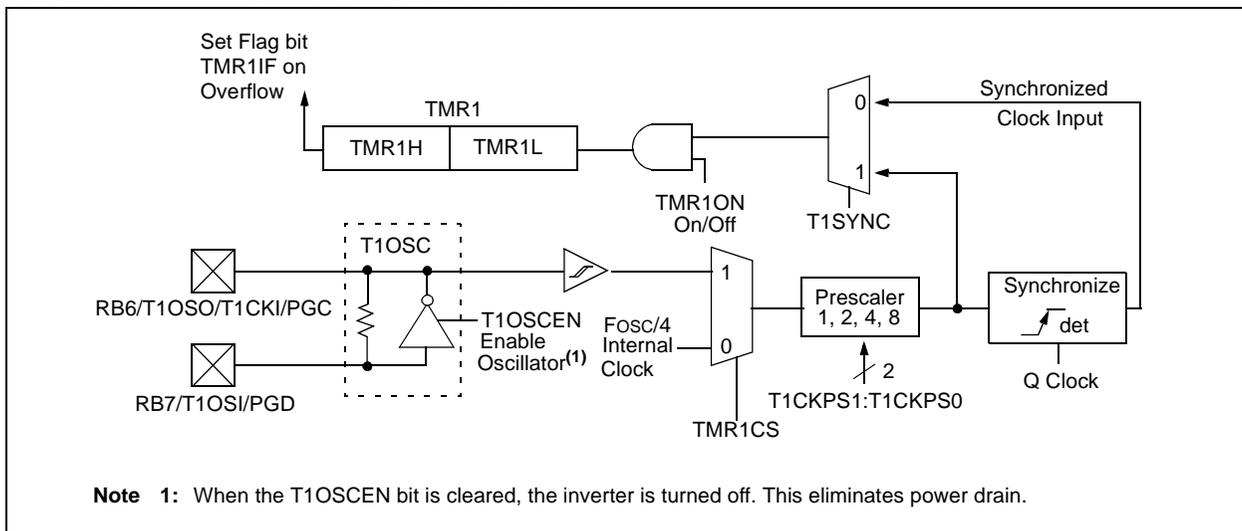 Set Flag bit
TMR1IF on
Overflow
TMR1
TMR1H
TMR1L
TMR1ON
On/Off
0
1
T1SYNC
Synchronized
Clock Input
T1OSC
RB6/T1OSO/T1CKI/PGC
RB7/T1OSI/PGD
T1OSCEN
Enable
Oscillator(1)
FOSC/4
Internal
Clock
1
0
TMR1CS
Prescaler
1, 2, 4, 8
2
T1CKPS1:T1CKPS0
Synchronize
det
Q Clock
Note 1: When the T1OSCEN bit is cleared, the inverter is turned off. This eliminates power drain.